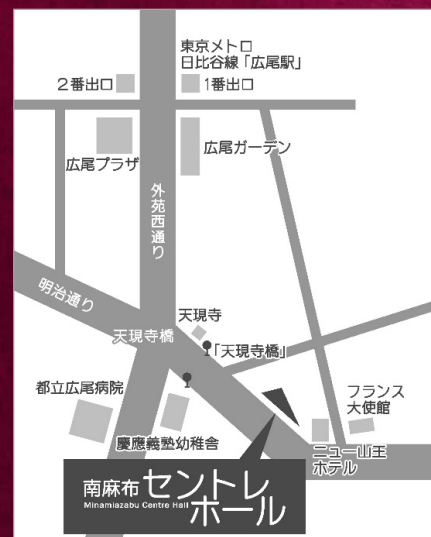 東京メトロ
日比谷線「広尾駅」
2番出口
1番出口
広尾プラザ
広尾ガーデン
外苑西通り
明治通り
天現寺
天現寺橋
「天現寺橋」
都立広尾病院
慶應義塾幼稚舎
フランス
大使館
ニュー山王
ホテル
南麻布セントレ
Minamiazabu Centre Hall
ホール